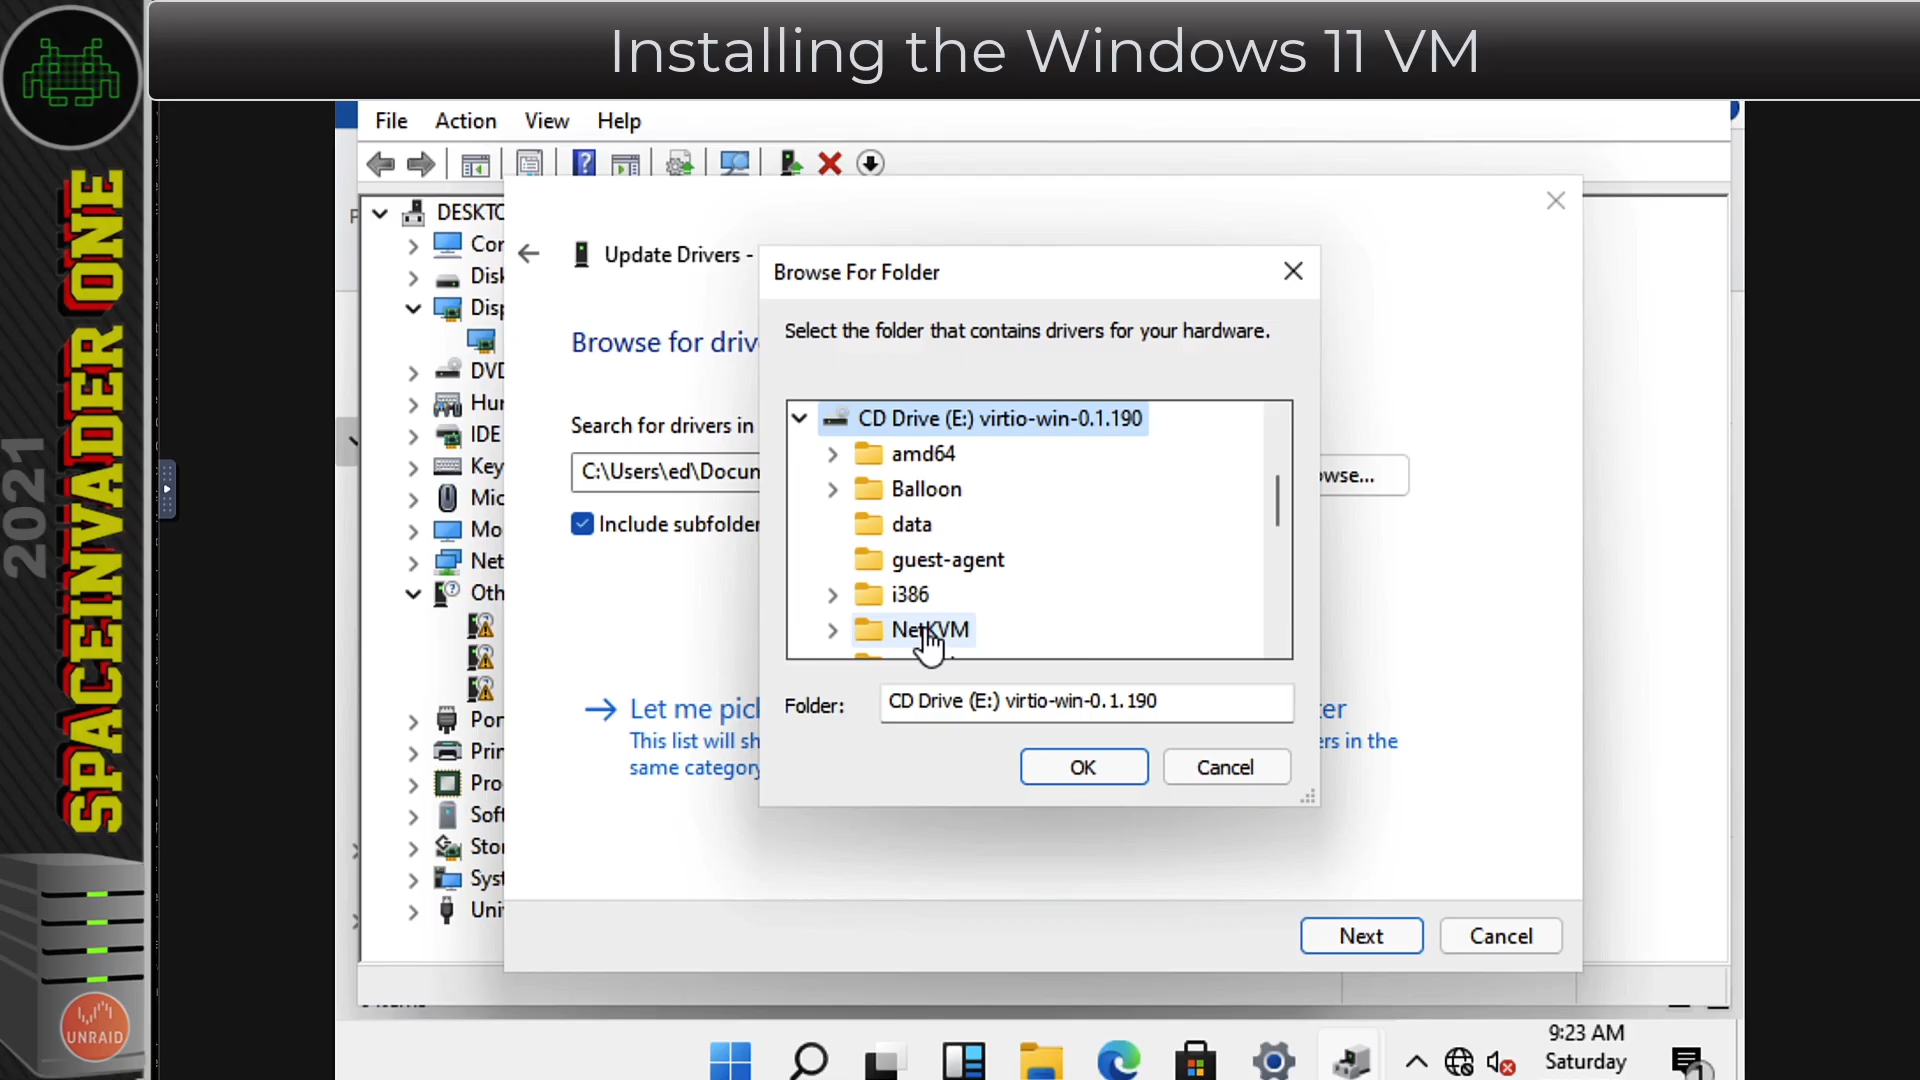 Installing the Windows 11 VM
2021
SPACEINVADER ONE
UNRAID
File Action View Help
DESKTO
Cor
Disk
Disp
DVD
Hur
IDE
Key
Mic
Mo
Net
Oth
Por
Prin
Pro
Soft
Stor
Syst
Uni
Update Drivers -
Browse for driv
Search for drivers in
C:\Users\ed\Docum
owse...
Include subfolder
Let me pick
ter
This list will sh
ers in the
same category
Browse For Folder
Select the folder that contains drivers for your hardware.
CD Drive (E:) virtio-win-0.1.190
amd64
Balloon
data
guest-agent
i386
NetKVM
Folder: CD Drive (E:) virtio-win-0.1.190
OK Cancel
Next Cancel
9:23 AM
Saturday
1